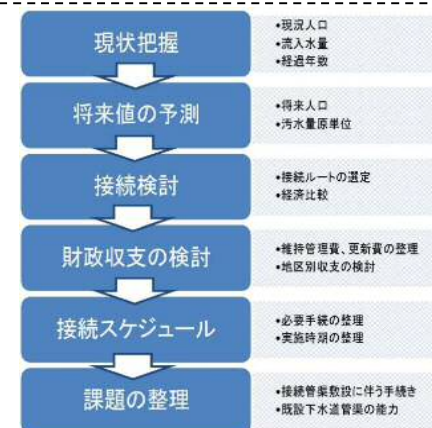 現状把握
•現況人口
•流入水量
•経過年数
将来値の予測
•将来人口
•汚水量原単位
接続検討
•接続ルートの選定
•経済比較
財政収支の検討
•維持管理費、更新費の整理
•地区別収支の検討
接続スケジュール
•必要手続の整理
•実施時期の整理
課題の整理
•接続管渠敷設に伴う手続き
•既設下水道管渠の能力